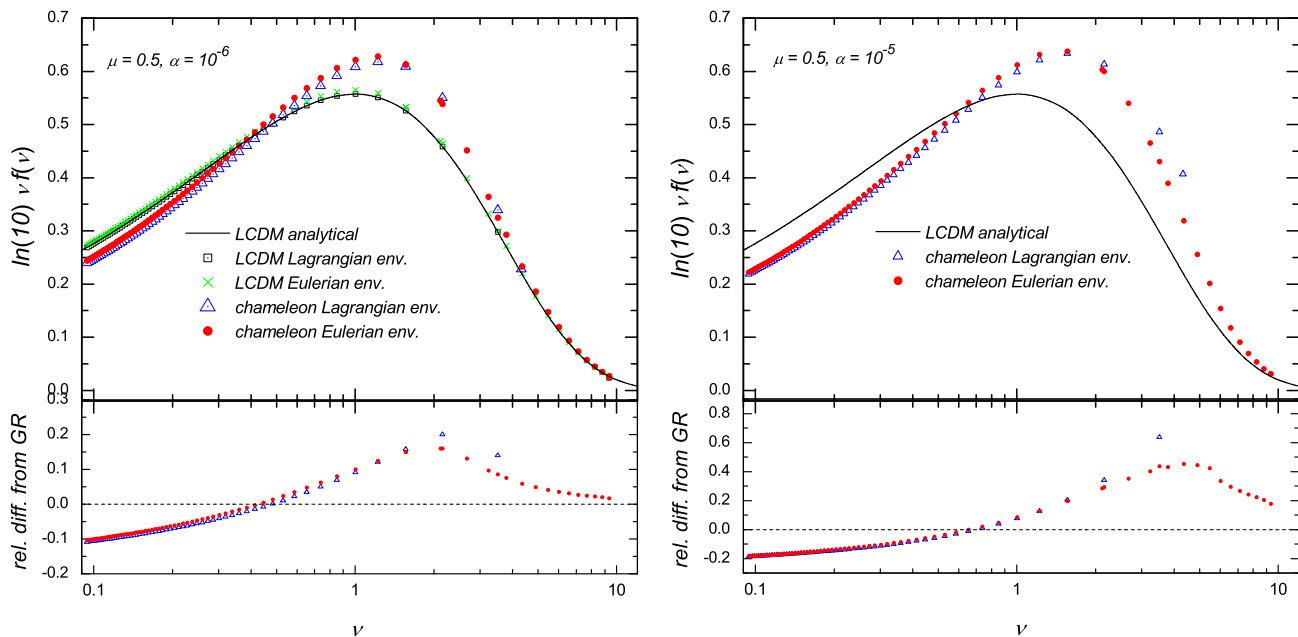 0.7
0.6
0.5
0.4
0.3
0.2
0.1
0.0
ln(10) ν f(ν)
μ = 0.5, α = 10^-6
LCDM analytical
LCDM Lagrangian env.
LCDM Eulerian env.
chameleon Lagrangian env.
chameleon Eulerian env.
0.3
0.2
0.1
0.0
-0.1
-0.2
rel. diff. from GR
0.1 1 10
ν
0.7
0.6
0.5
0.4
0.3
0.2
0.1
0.0
ln(10) ν f(ν)
μ = 0.5, α = 10^-5
LCDM analytical
chameleon Lagrangian env.
chameleon Eulerian env.
0.8
0.6
0.4
0.2
0.0
-0.2
rel. diff. from GR
0.1 1 10
ν